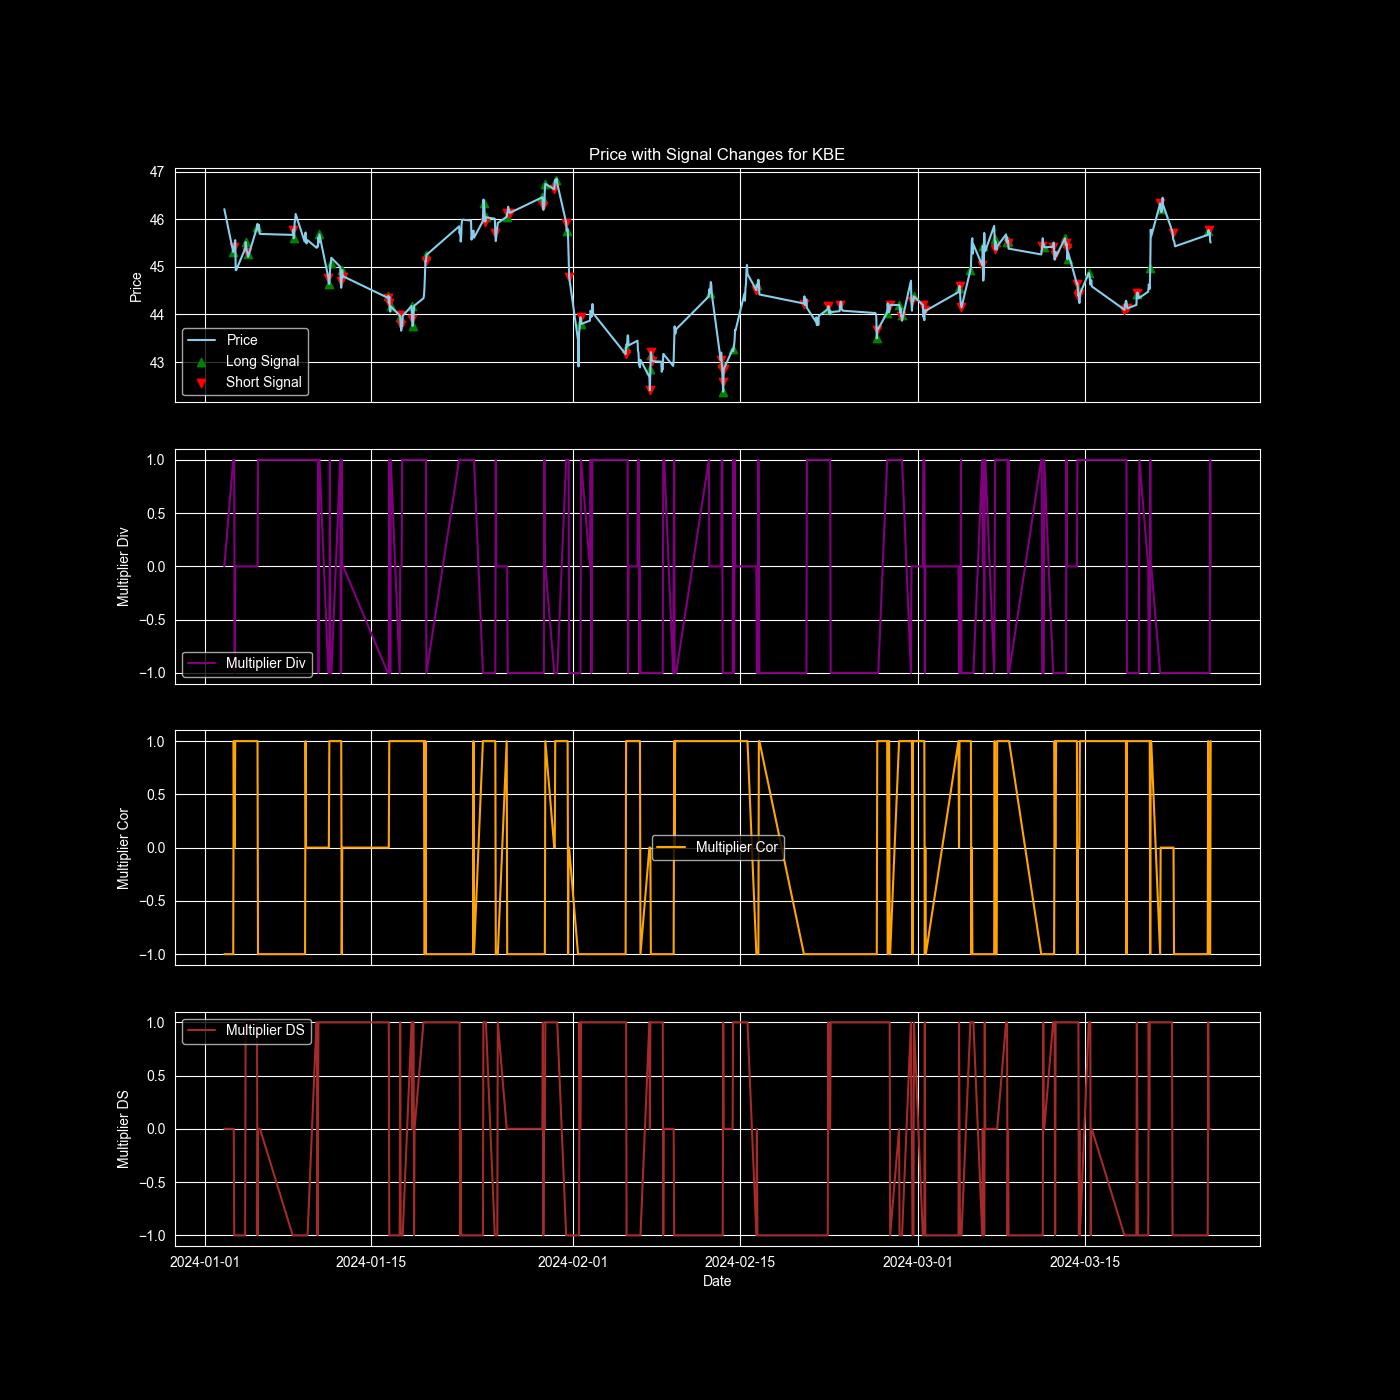 Price with Signal Changes for KBE
47
46
45
44
43
Price
Price
Long Signal
Short Signal
1.0
0.5
0.0
−0.5
−1.0
Multiplier Div
Multiplier Div
1.0
0.5
0.0
−0.5
−1.0
Multiplier Cor
Multiplier Cor
1.0
0.5
0.0
−0.5
−1.0
Multiplier DS
Multiplier DS
2024-01-01 2024-01-15 2024-02-01 2024-02-15 2024-03-01 2024-03-15
Date